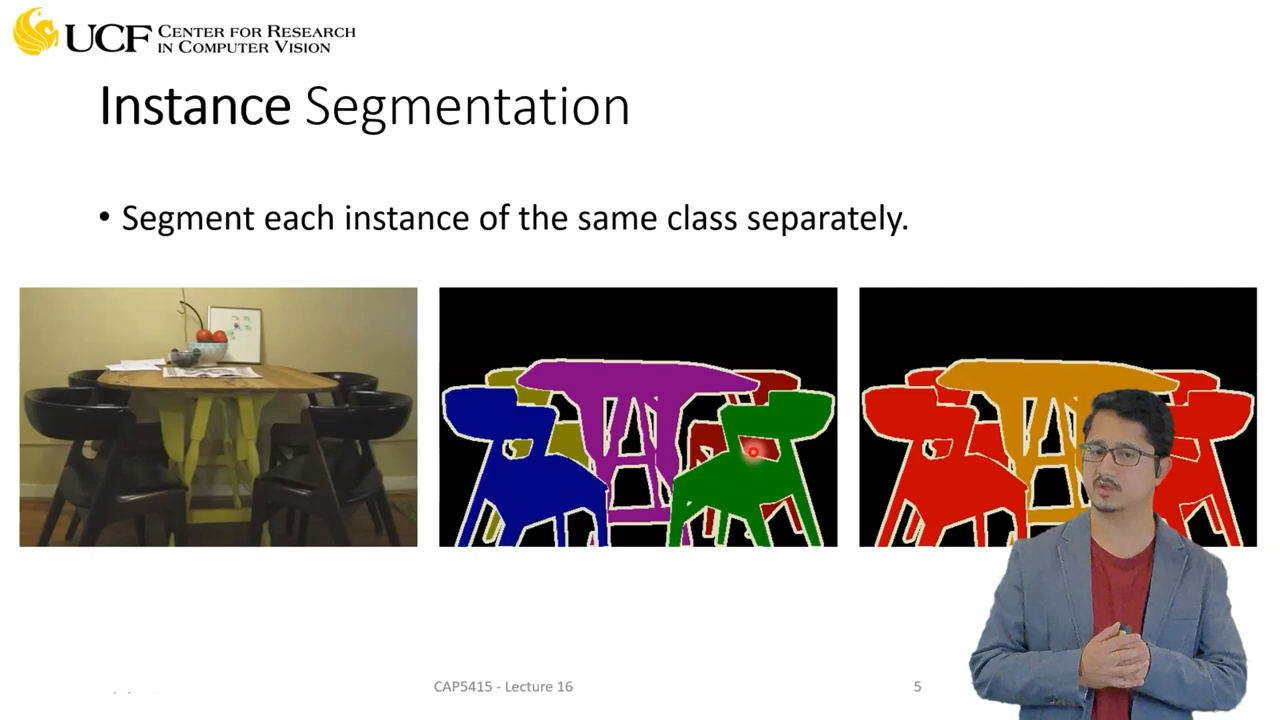 UCF CENTER FOR RESEARCH
IN COMPUTER VISION
Instance Segmentation
• Segment each instance of the same class separately.
CAP5415 - Lecture 16
5